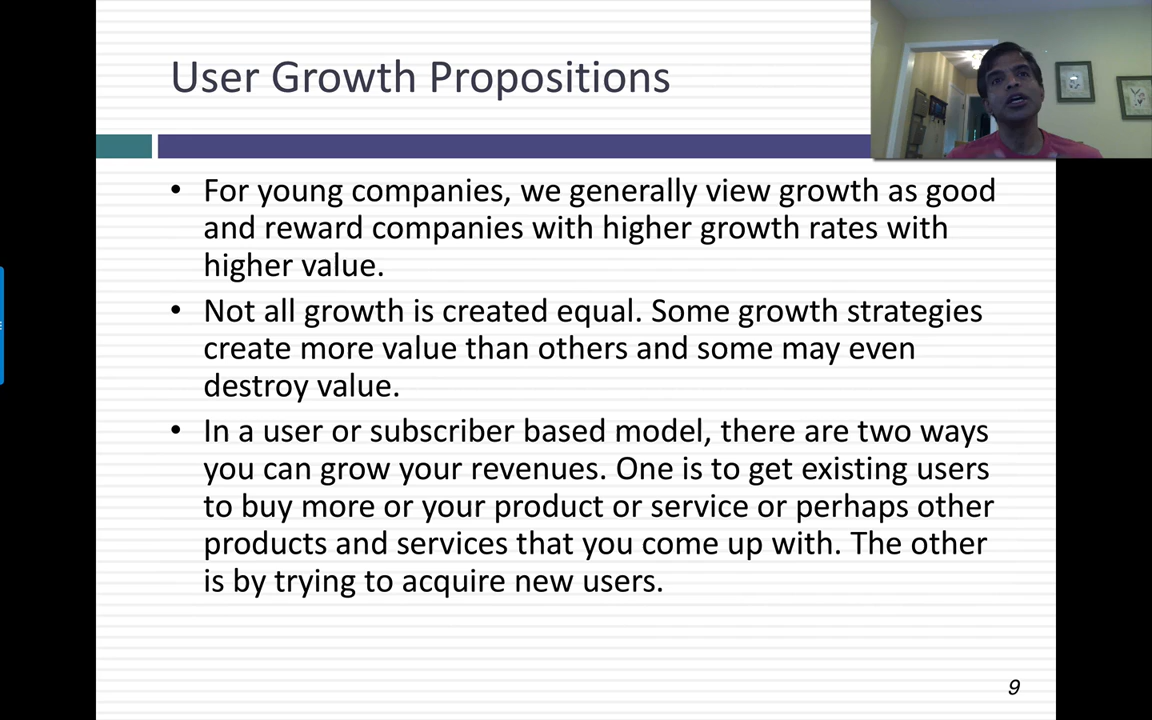 User Growth Propositions
• For young companies, we generally view growth as good
and reward companies with higher growth rates with
higher value.
• Not all growth is created equal. Some growth strategies
create more value than others and some may even
destroy value.
• In a user or subscriber based model, there are two ways
you can grow your revenues. One is to get existing users
to buy more or your product or service or perhaps other
products and services that you come up with. The other
is by trying to acquire new users.
9